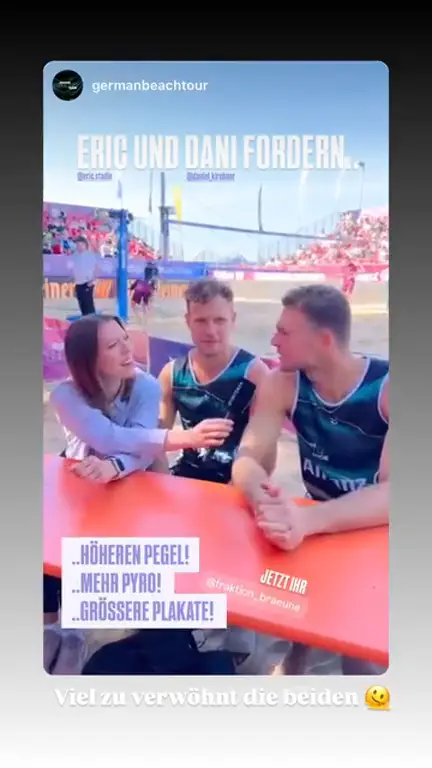 germanbeachtour
ERIC UND DANI FORDERN..
@eric.stadie @daniel_kirchner
..HÖHEREN PEGEL!
..MEHR PYRO!
..GRÖSSERE PLAKATE!
JETZT IHR
@fraktion_braeune
Allianz
Viel zu verwöhnt die beiden 🫠